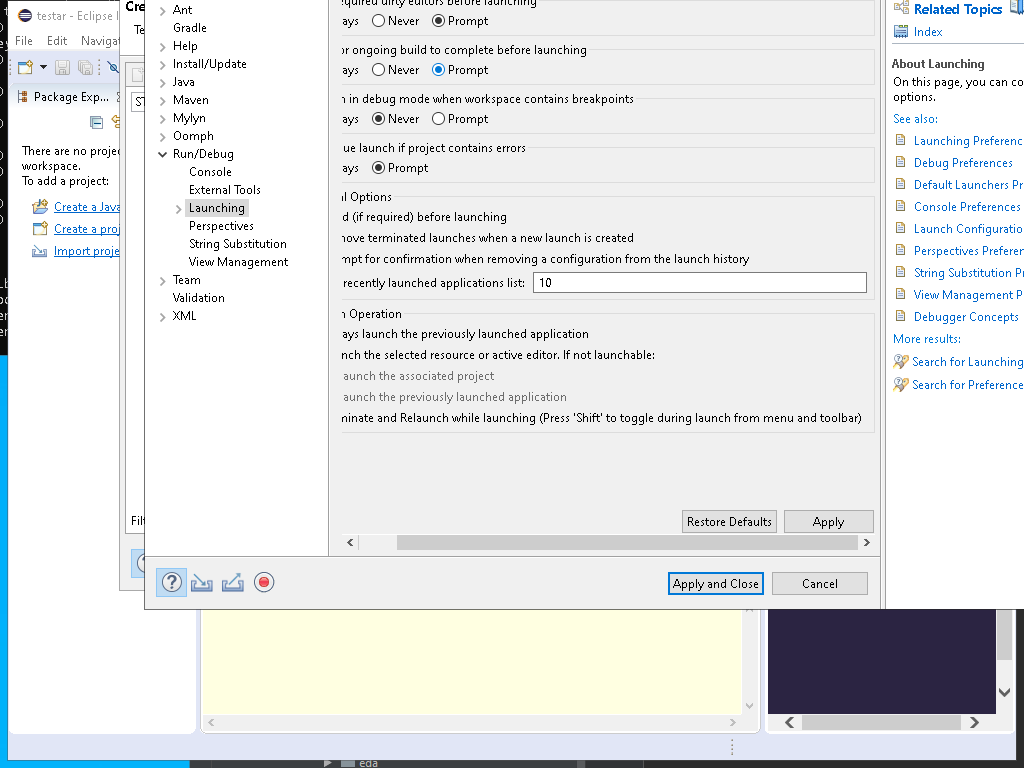 testar - Eclipse I
File Edit Navigat
Package Exp...
There are no proje
workspace.
To add a project:
Create a Java
Create a proj
Import proje
Cre
Te
ST
Filt
Ant
Gradle
Help
Install/Update
Java
Maven
Mylyn
Oomph
Run/Debug
Console
External Tools
Launching
Perspectives
String Substitution
View Management
Team
Validation
XML
equired dirty editors before launching
ays Never Prompt
or ongoing build to complete before launching
ays Never Prompt
h in debug mode when workspace contains breakpoints
ays Never Prompt
ue launch if project contains errors
ays Prompt
al Options
d (if required) before launching
nove terminated launches when a new launch is created
mpt for confirmation when removing a configuration from the launch history
recently launched applications list: 10
h Operation
ays launch the previously launched application
nch the selected resource or active editor. If not launchable:
aunch the associated project
aunch the previously launched application
minate and Relaunch while launching (Press 'Shift' to toggle during launch from menu and toolbar)
Restore Defaults Apply
Apply and Close Cancel
Related Topics
Index
About Launching
On this page, you can co
options.
See also:
Launching Preferenc
Debug Preferences
Default Launchers Pr
Console Preferences
Launch Configuratio
Perspectives Preferen
String Substitution Pr
View Management P
Debugger Concepts
More results:
Search for Launching
Search for Preference
eda